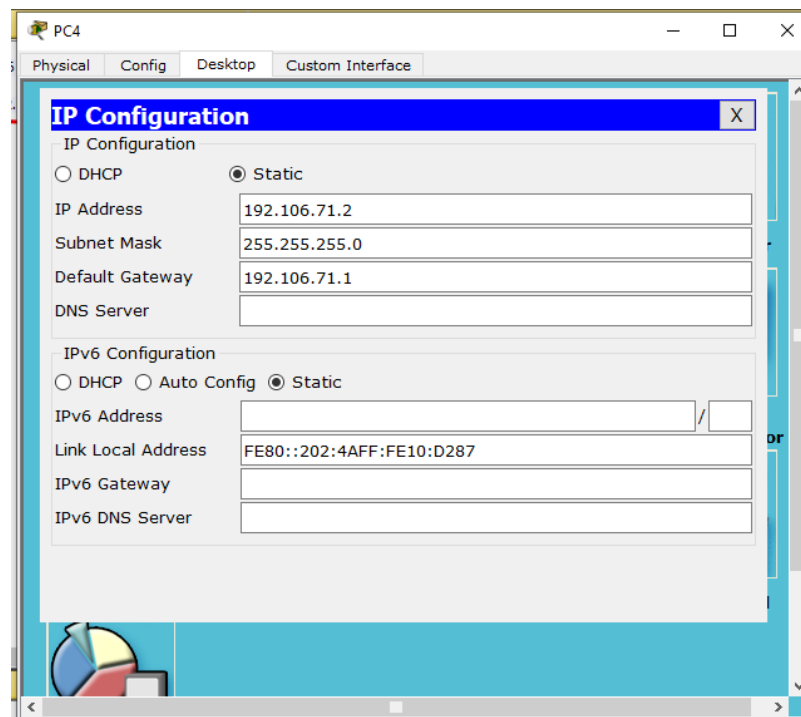 PC4
Physical Config Desktop Custom Interface
IP Configuration X
IP Configuration
DHCP Static
IP Address 192.106.71.2
Subnet Mask 255.255.255.0
Default Gateway 192.106.71.1
DNS Server
IPv6 Configuration
DHCP Auto Config Static
IPv6 Address /
Link Local Address FE80::202:4AFF:FE10:D287
IPv6 Gateway
IPv6 DNS Server